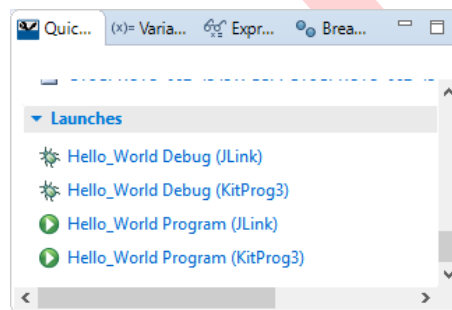 Quic... (x)= Varia... Expr... Brea...
Launches
Hello_World Debug (JLink)
Hello_World Debug (KitProg3)
Hello_World Program (JLink)
Hello_World Program (KitProg3)